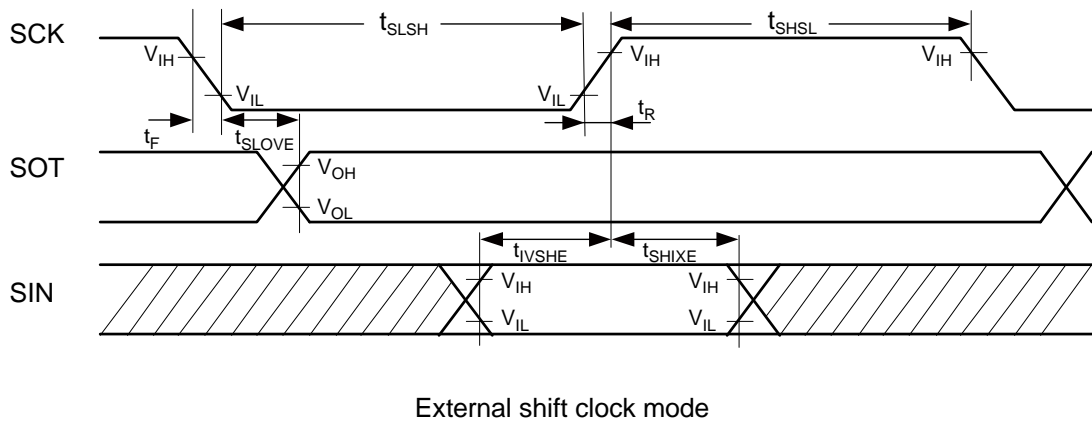 SCK
tSLSH
tSHSL
VIH
VIL
VIL
VIH
VIH
tF
tSLOVE
tR
SOT
VOH
VOL
tIVSHE
tSHIXE
SIN
VIH
VIL
VIH
VIL
External shift clock mode